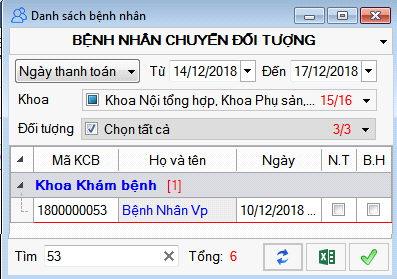 Danh sách bệnh nhân
BỆNH NHÂN CHUYỂN ĐỐI TƯỢNG
Ngày thanh toán Từ 14/12/2018 Đến 17/12/2018
Khoa Khoa Nội tổng hợp, Khoa Phụ sản,... 15/16
Đối tượng Chọn tất cả 3/3
Mã KCB Họ và tên Ngày N.T B.H
Khoa Khám bệnh [1]
1800000053 Bệnh Nhân Vp 10/12/2018 ...
Tìm 53 Tổng: 6